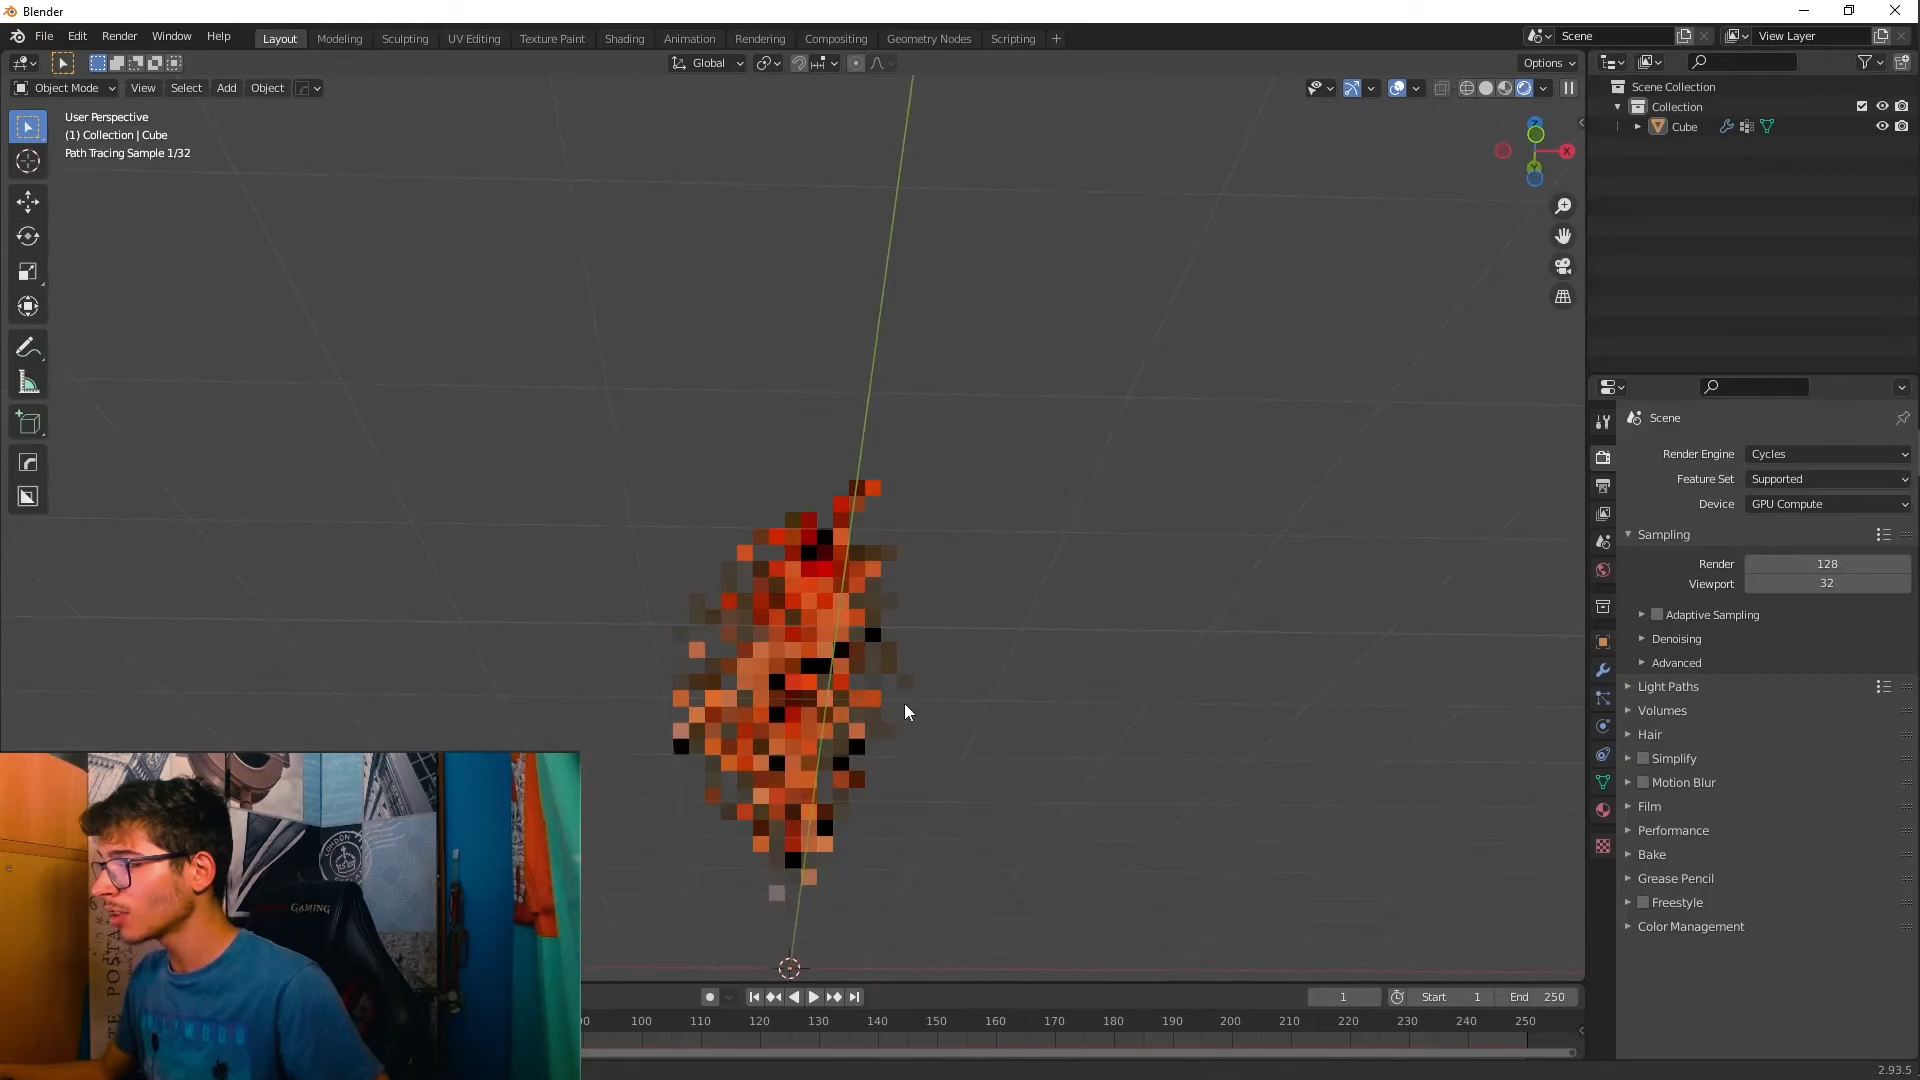 Blender
File Edit Render Window Help
Layout Modeling Sculpting UV Editing Texture Paint Shading Animation Rendering Compositing Geometry Nodes Scripting +
Scene
View Layer
Global
Options
Object Mode View Select Add Object
User Perspective
(1) Collection | Cube
Path Tracing Sample 1/32
Z
X
Y
Scene Collection
Collection
Cube
Scene
Render Engine Cycles
Feature Set Supported
Device GPU Compute
Sampling
Render 128
Viewport 32
Adaptive Sampling
Denoising
Advanced
Light Paths
Volumes
Hair
Simplify
Motion Blur
Film
Performance
Bake
Grease Pencil
Freestyle
Color Management
LONDON
GAMING
POSTA
1 Start 1 End 250
100 110 120 130 140 150 160 170 180 190 200 210 220 230 240 250
2.93.5